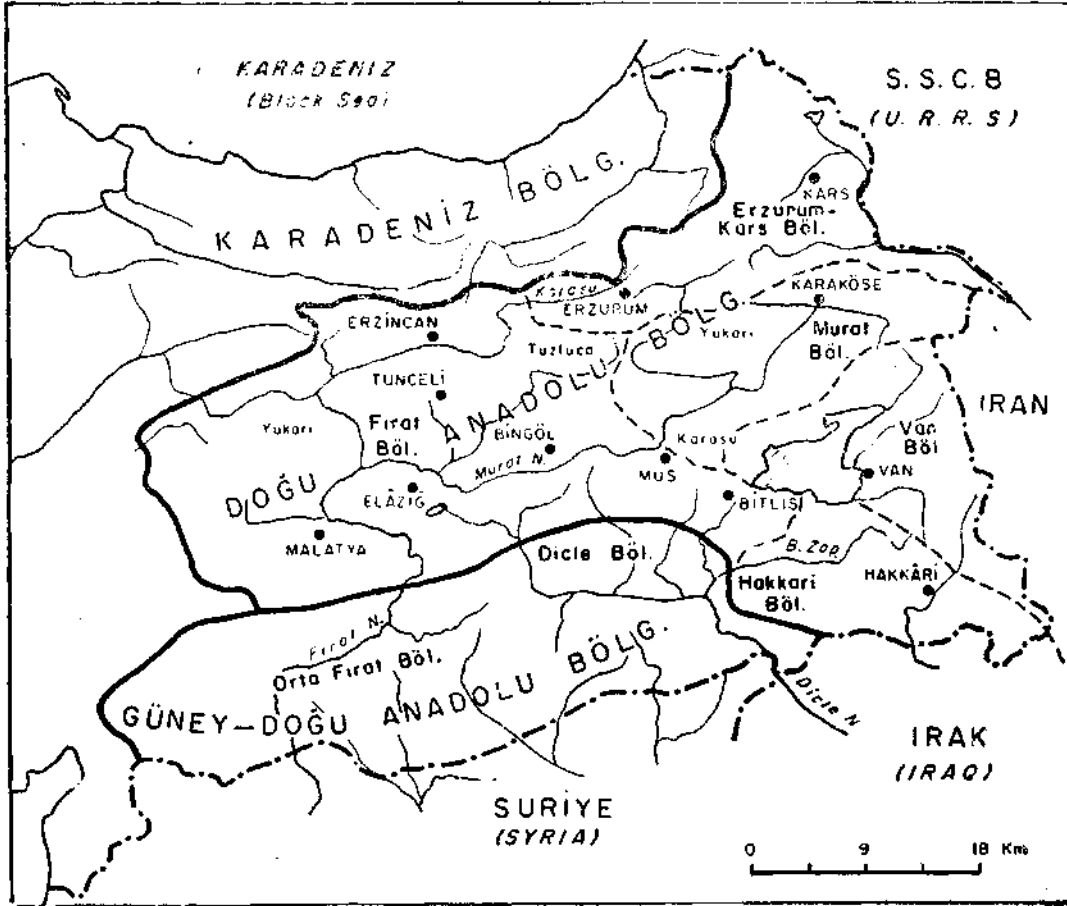 KARADENİZ
(Black Sea)
S. S. C. B
(U. R. R. S)
KARADENİZ BÖLG.
KARS
Erzurum-
Kars Böl.
Karasu
ERZURUM
KARAKÖSE
ERZİNCAN
Tuzluca
Yukarı
Murat
Böl.
TUNCELİ
DOĞU ANADOLU BÖLG.
IRAN
Yukarı
Fırat
Böl.
BİNGÖL
Murat N.
Karasu
MUŞ
Van
Böl
VAN
ELÂZIĞ
BİTLİS
MALATYA
Dicle Böl.
B. Zap
Hakkari
Böl.
HAKKÂRİ
Fırat N.
Orta Fırat Böl.
GÜNEY-DOĞU ANADOLU BÖLG.
Dicle N
IRAK
(IRAQ)
SURİYE
(SYRIA)
0 9 18 Km